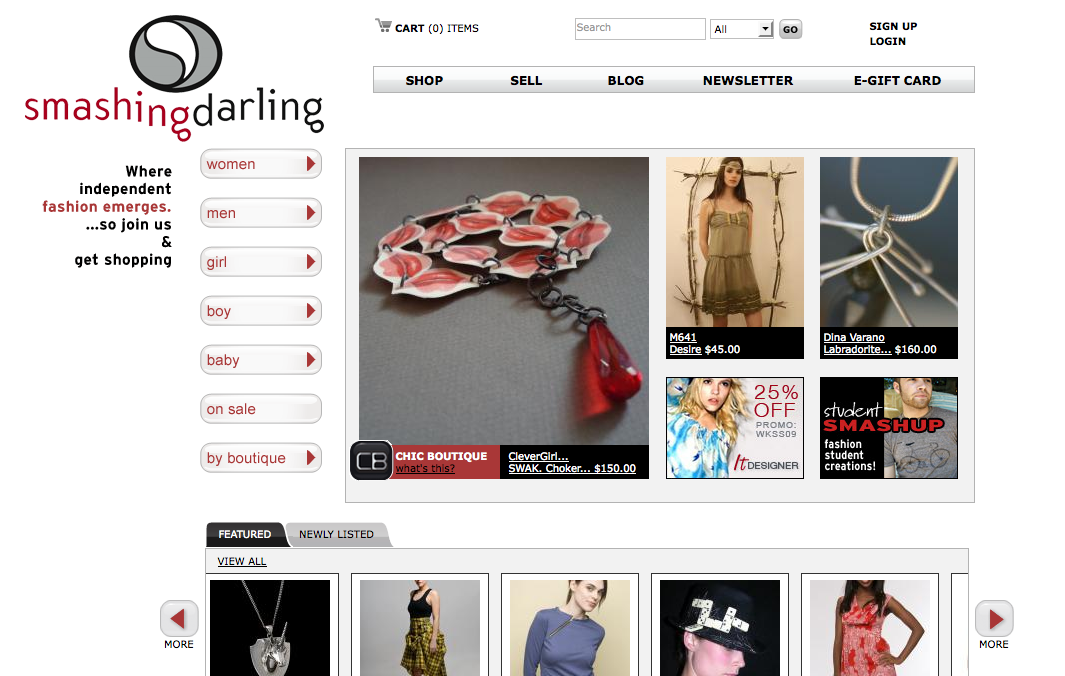 CART (0) ITEMS
Search
All
GO
SIGN UP
LOGIN
smashingdarling
SHOP
SELL
BLOG
NEWSLETTER
E-GIFT CARD
Where
independent
fashion emerges.
...so join us
&
get shopping
women
men
girl
boy
baby
on sale
by boutique
CB
CHIC BOUTIQUE
what's this?
CleverGirl...
SWAK. Choker... $150.00
M641
Desire $45.00
Dina Varano
Labradorite... $160.00
25%
OFF
PROMO:
WKSS09
It DESIGNER
student
SMASHUP
fashion
student
creations!
FEATURED
NEWLY LISTED
VIEW ALL
MORE
MORE